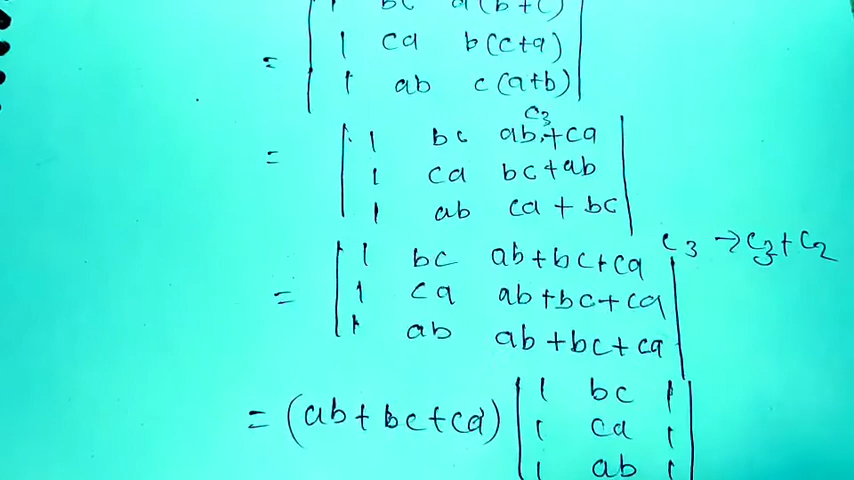 1 bc a(b+c)
= 1 ca b(c+a)
1 ab c(a+b)
C3
1 bc ab+ca
= 1 ca bc+ab
1 ab ca+bc
C3 → C3+C2
1 bc ab+bc+ca
= 1 ca ab+bc+ca
1 ab ab+bc+ca
1 bc 1
= (ab+bc+ca) 1 ca 1
1 ab 1